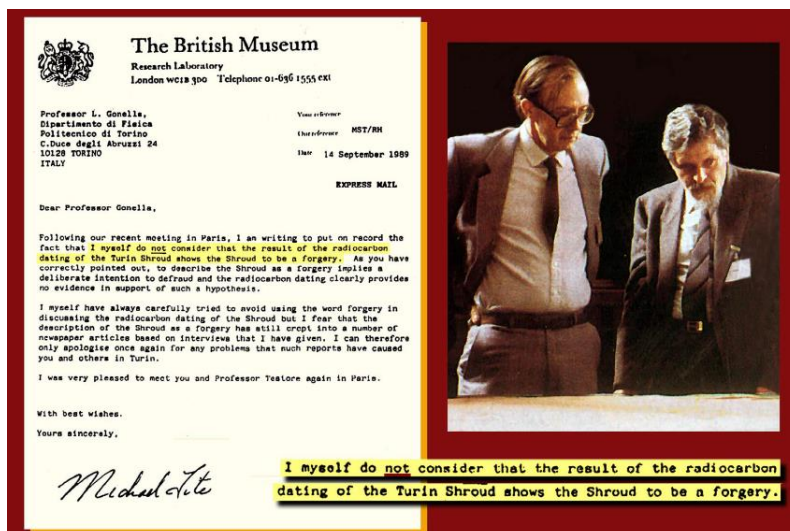 The British Museum
Research Laboratory
London WC1B 3DG Telephone 01-636 1555 ext
Professor L. Gonella,
Dipartimento di Fisica
Politecnico di Torino
C.Duce degli Abruzzi 24
10128 TORINO
ITALY
Your reference
Our reference MST/RH
Date 14 September 1989
EXPRESS MAIL
Dear Professor Gonella,
Following our recent meeting in Paris, I am writing to put on record the
fact that I myself do not consider that the result of the radiocarbon
dating of the Turin Shroud shows the Shroud to be a forgery. As you have
correctly pointed out, to describe the Shroud as a forgery implies a
deliberate intention to defraud and the radiocarbon dating clearly provides
no evidence in support of such a hypothesis.
I myself have always carefully tried to avoid using the word forgery in
discussing the radiocarbon dating of the Shroud but I fear that the
description of the Shroud as a forgery has still crept into a number of
newspaper articles based on interviews that I have given. I can therefore
only apologise once again for any problems that such reports have caused
you and others in Turin.
I was very pleased to meet you and Professor Testore again in Paris.
With best wishes.
Yours sincerely,
Michael Tite
I myself do not consider that the result of the radiocarbon
dating of the Turin Shroud shows the Shroud to be a forgery.